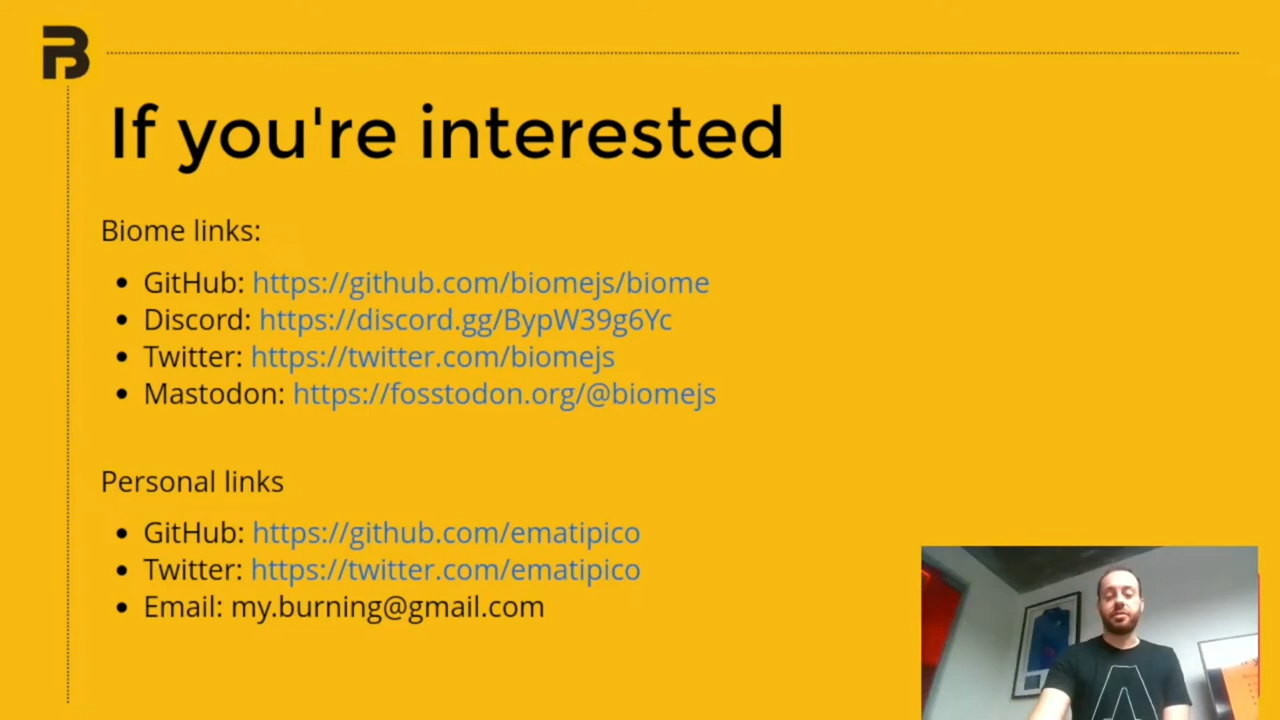 If you're interested
Biome links:
GitHub: https://github.com/biomejs/biome
Discord: https://discord.gg/BypW39g6Yc
Twitter: https://twitter.com/biomejs
Mastodon: https://fosstodon.org/@biomejs
Personal links
GitHub: https://github.com/ematipico
Twitter: https://twitter.com/ematipico
Email: my.burning@gmail.com